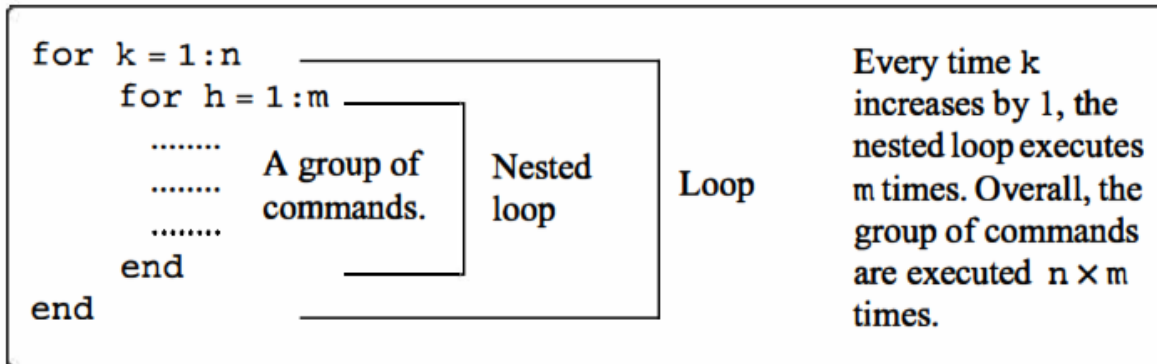 for k = 1:n
for h = 1:m
........
........
........
end
end
A group of
commands.
Nested
loop
Loop
Every time k
increases by 1, the
nested loop executes
m times. Overall, the
group of commands
are executed n × m
times.